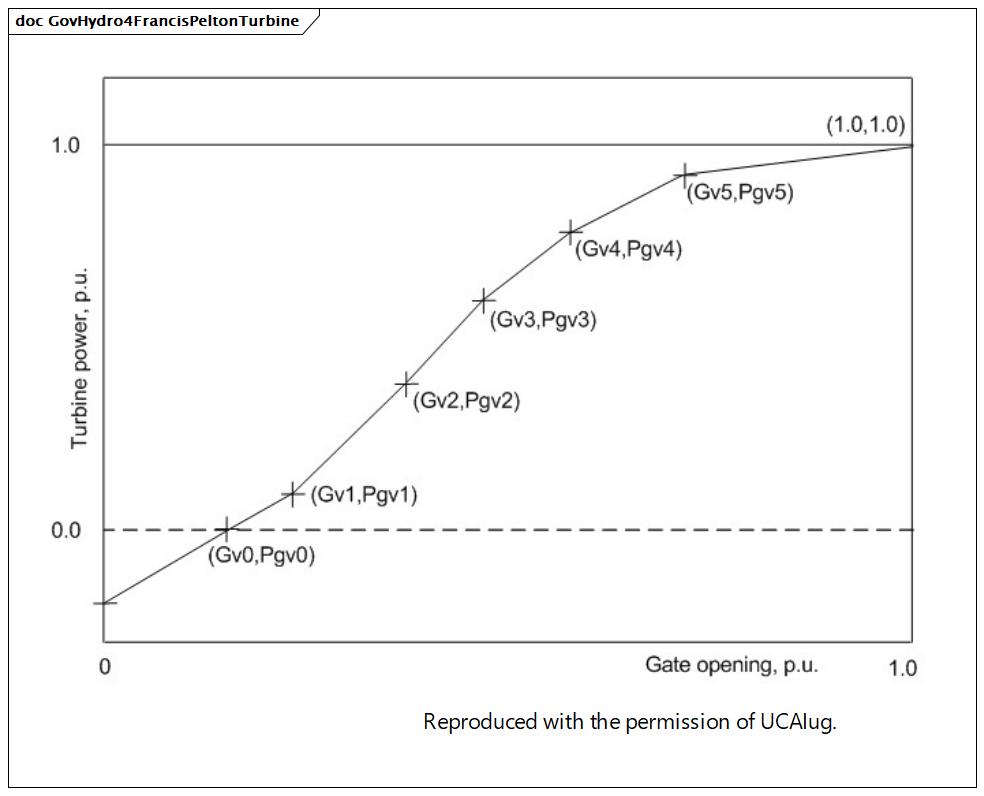 doc GovHydro4FrancisPeltonTurbine
(1.0,1.0)
1.0
(Gv5,Pgv5)
(Gv4,Pgv4)
(Gv3,Pgv3)
Turbine power, p.u.
(Gv2,Pgv2)
(Gv1,Pgv1)
0.0
(Gv0,Pgv0)
0
Gate opening, p.u.
1.0
Reproduced with the permission of UCAIug.